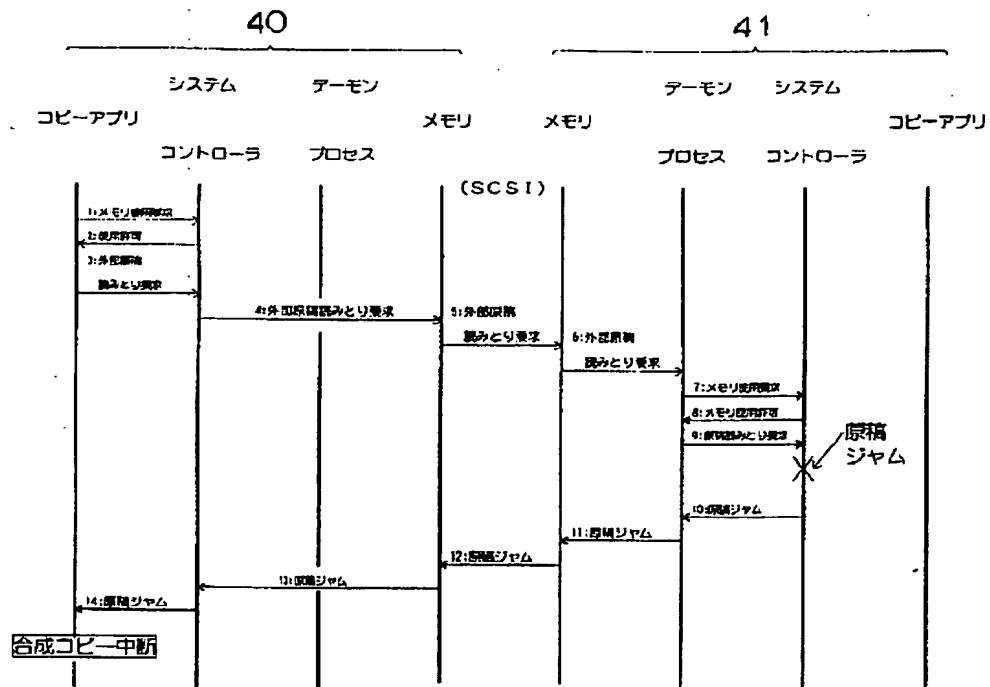 40
41
システム
デーモン
デーモン
システム
コピーアプリ
メモリ
メモリ
コピーアプリ
コントローラ
プロセス
プロセス
コントローラ
(SCSI)
1:メモリ使用要求
2:使用許可
3:外部原稿
読みとり要求
4:外部原稿読みとり要求
5:外部原稿
読みとり要求
6:外部原稿
読みとり要求
7:メモリ使用要求
8:メモリ使用許可
9:原稿読みとり要求
原稿
ジャム
10:原稿ジャム
11:原稿ジャム
12:原稿ジャム
13:原稿ジャム
14:原稿ジャム
合成コピー中断